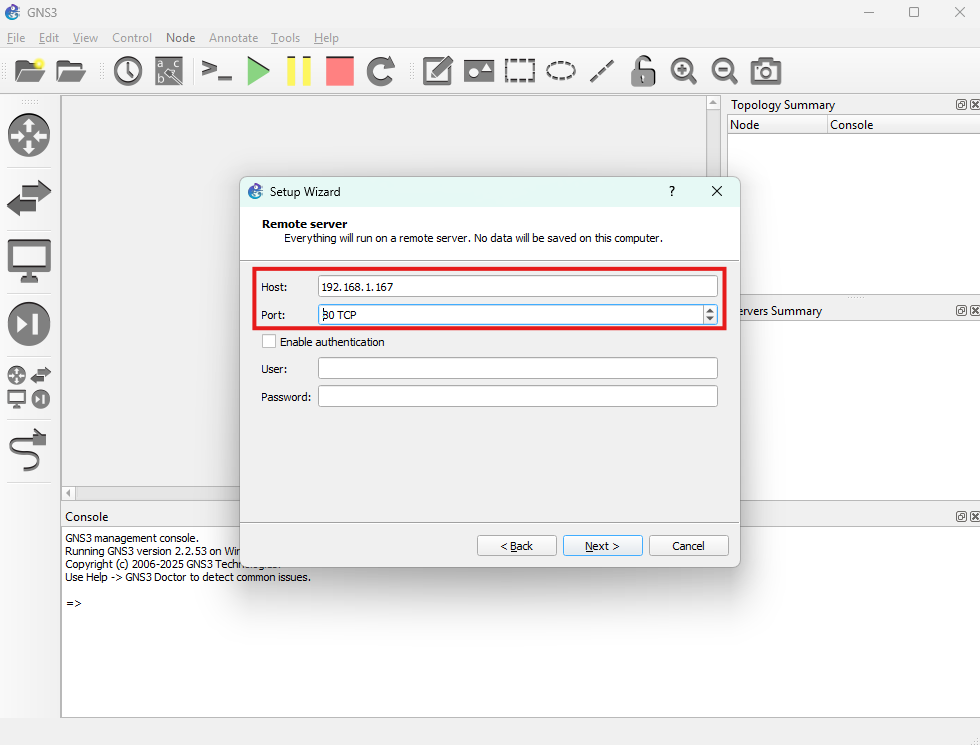 GNS3
File Edit View Control Node Annotate Tools Help
a b c
Topology Summary
Node Console
Setup Wizard ?
Remote server
Everything will run on a remote server. No data will be saved on this computer.
Host: 192.168.1.167
Port: 80 TCP
Enable authentication
User:
Password:
< Back Next > Cancel
ervers Summary
Console
GNS3 management console.
Running GNS3 version 2.2.53 on Win
Copyright (c) 2006-2025 GNS3 Technologies.
Use Help -> GNS3 Doctor to detect common issues.
=>